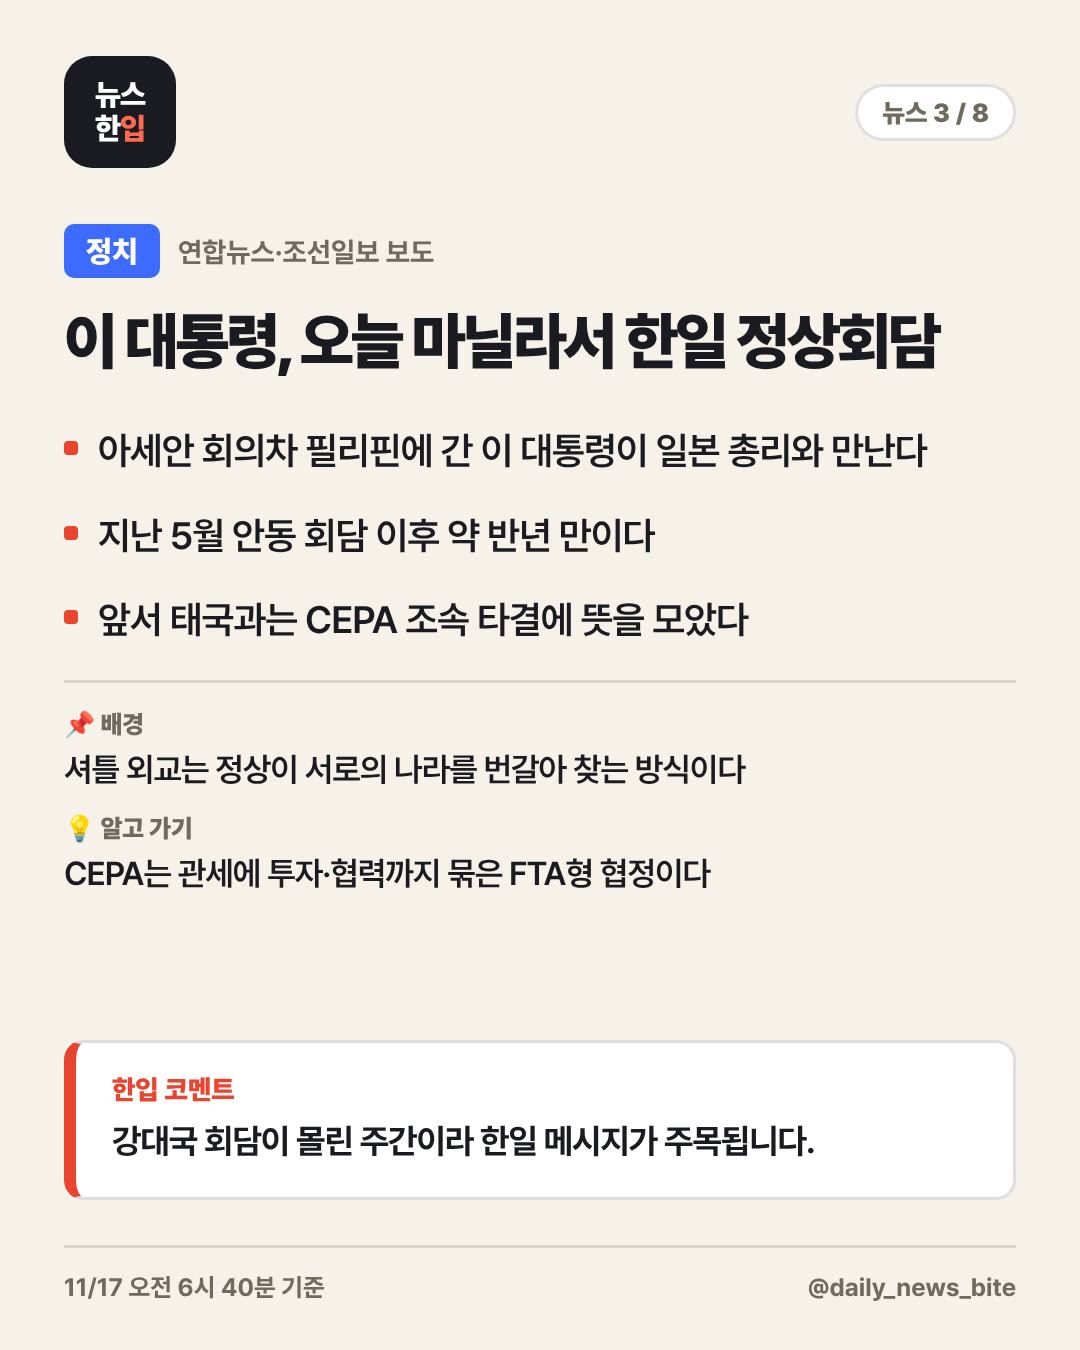 뉴스
한입
뉴스 3 / 8
정치
연합뉴스·조선일보 보도
이 대통령, 오늘 마닐라서 한일 정상회담
아세안 회의차 필리핀에 간 이 대통령이 일본 총리와 만난다
지난 5월 안동 회담 이후 약 반년 만이다
앞서 태국과는 CEPA 조속 타결에 뜻을 모았다
📌 배경
셔틀 외교는 정상이 서로의 나라를 번갈아 찾는 방식이다
💡 알고 가기
CEPA는 관세에 투자·협력까지 묶은 FTA형 협정이다
한입 코멘트
강대국 회담이 몰린 주간이라 한일 메시지가 주목됩니다.
11/17 오전 6시 40분 기준
@daily_news_bite